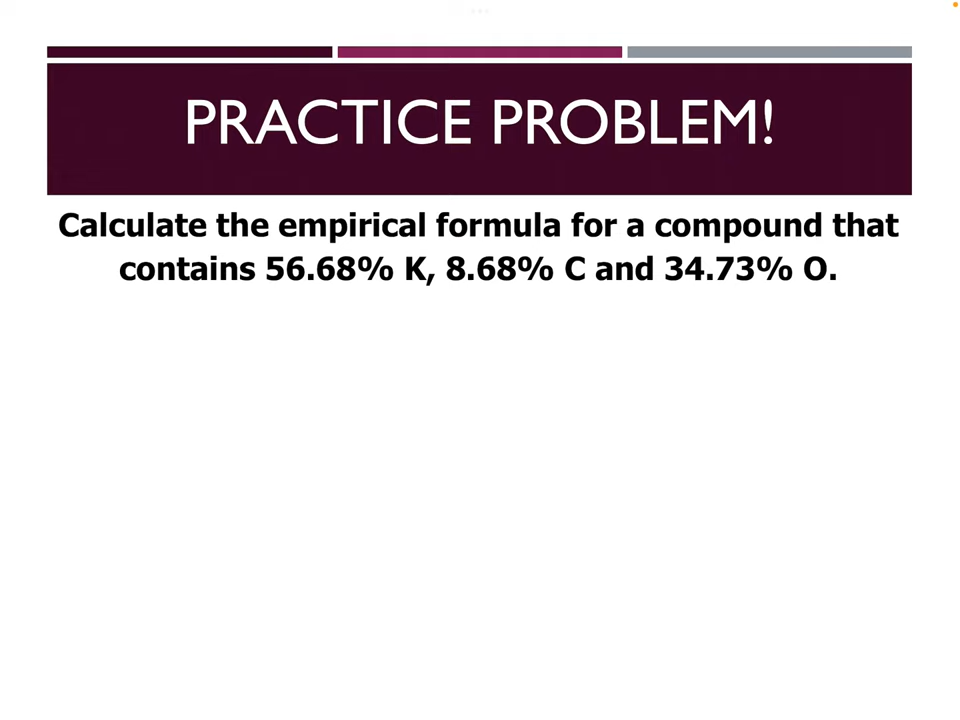 PRACTICE PROBLEM!
Calculate the empirical formula for a compound that
contains 56.68% K, 8.68% C and 34.73% O.